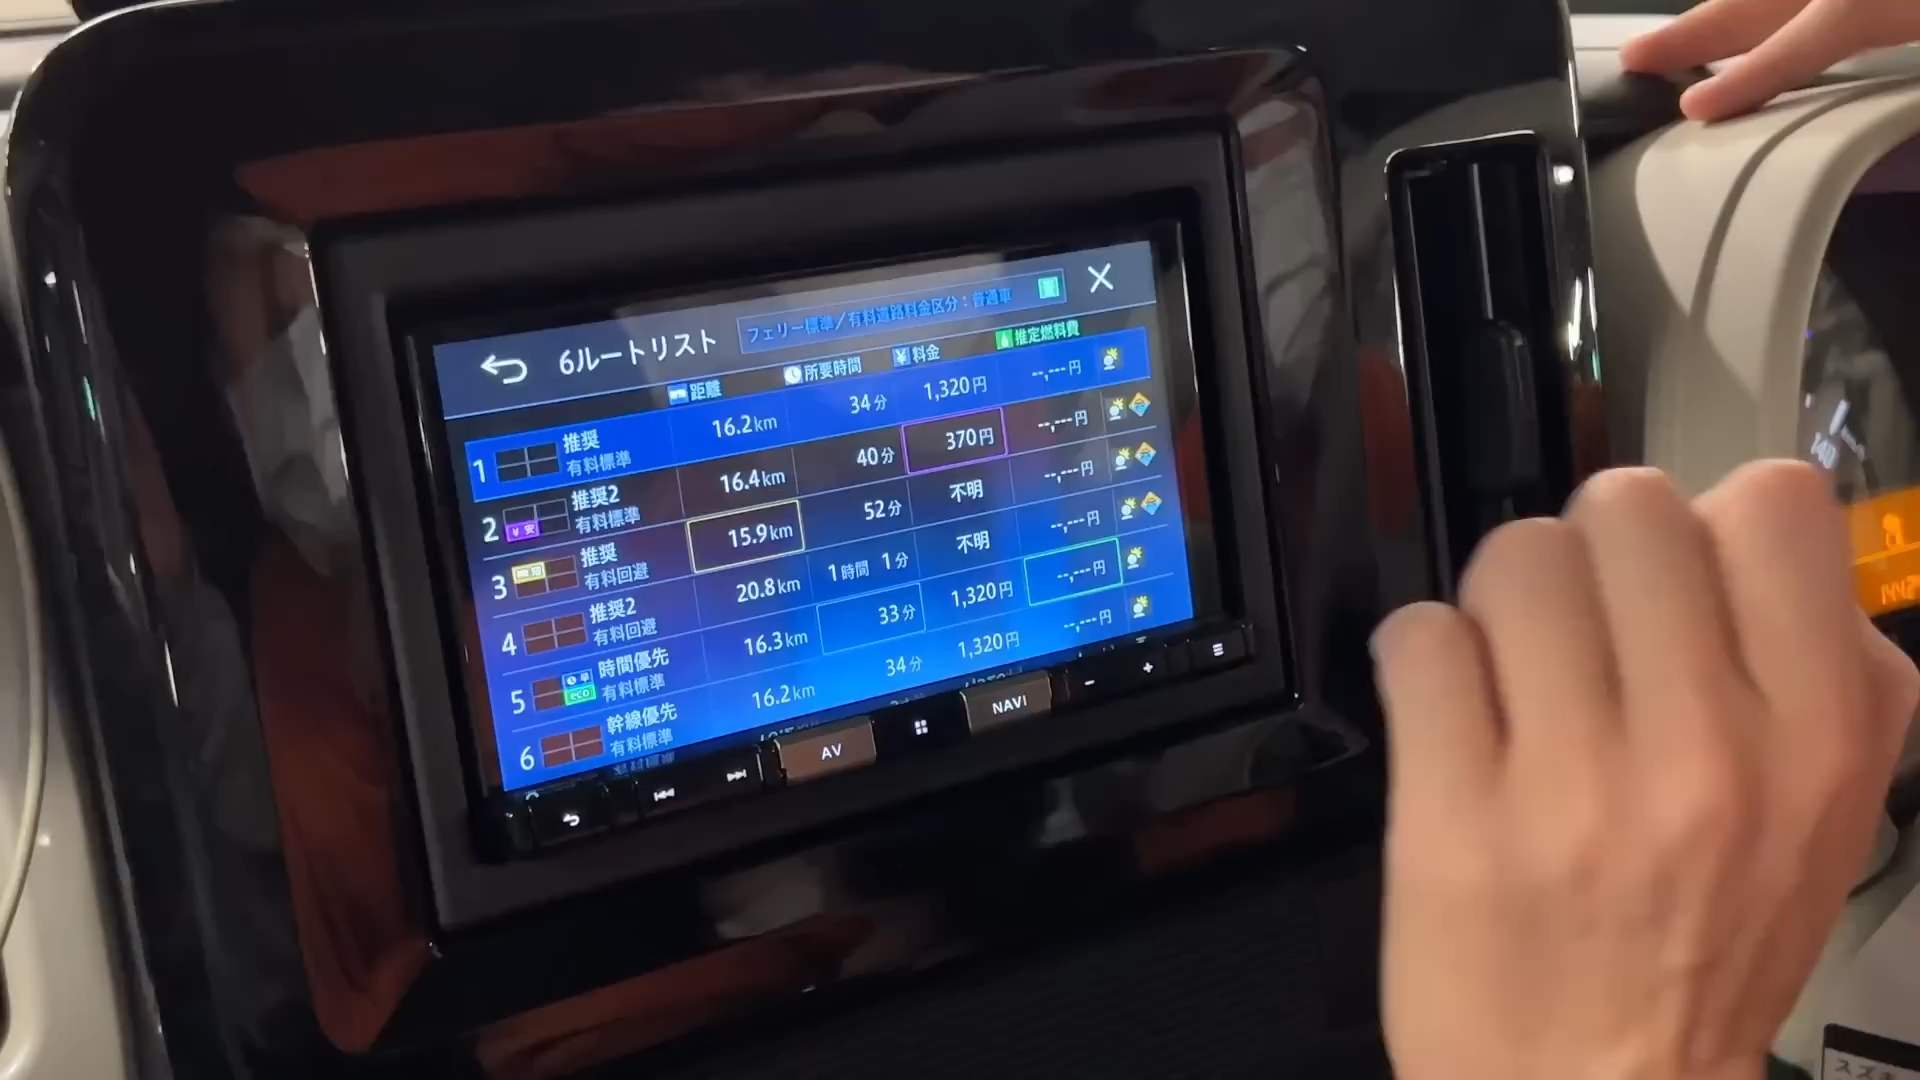 6ルートリスト
フェリー標準/有料道路料金区分:普通車
距離 所要時間 ¥料金 推定燃料費
1 推奨 有料標準 16.2km 34分 1,320円 --,---円
2 ¥安 推奨2 有料標準 16.4km 40分 370円 --,---円
3 推奨 有料回避 15.9km 52分 不明 --,---円
4 推奨2 有料回避 20.8km 1時間 1分 不明 --,---円
5 早 eco 時間優先 有料標準 16.3km 33分 1,320円 --,---円
6 幹線優先 有料標準 16.2km 34分 1,320円 --,---円
AV
NAVI
140
スズキ